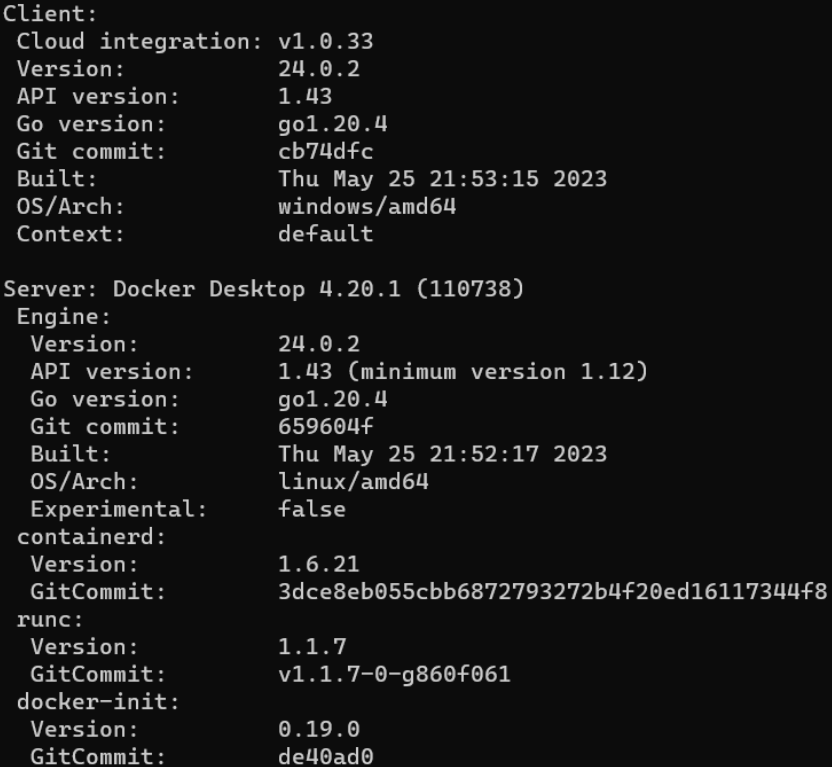 Client:
 Cloud integration: v1.0.33
 Version:           24.0.2
 API version:       1.43
 Go version:        go1.20.4
 Git commit:        cb74dfc
 Built:             Thu May 25 21:53:15 2023
 OS/Arch:           windows/amd64
 Context:           default

Server: Docker Desktop 4.20.1 (110738)
 Engine:
  Version:          24.0.2
  API version:      1.43 (minimum version 1.12)
  Go version:       go1.20.4
  Git commit:       659604f
  Built:            Thu May 25 21:52:17 2023
  OS/Arch:          linux/amd64
  Experimental:     false
 containerd:
  Version:          1.6.21
  GitCommit:        3dce8eb055cbb6872793272b4f20ed16117344f8
 runc:
  Version:          1.1.7
  GitCommit:        v1.1.7-0-g860f061
 docker-init:
  Version:          0.19.0
  GitCommit:        de40ad0